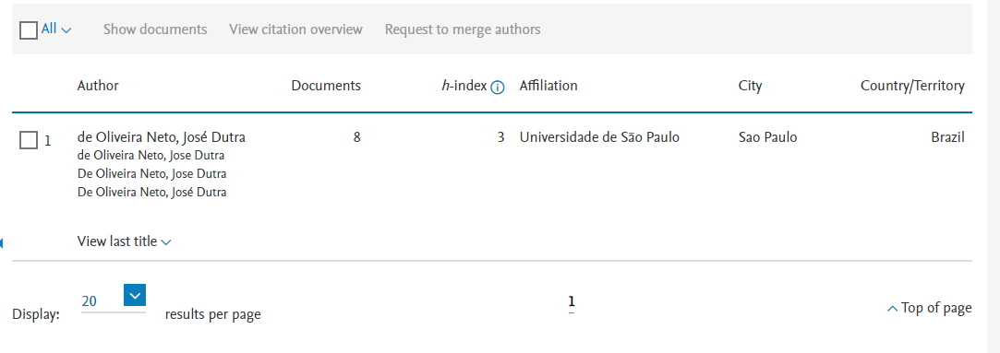 All Show documents View citation overview Request to merge authors
Author Documents h-index Affiliation City Country/Territory
1 de Oliveira Neto, José Dutra 8 3 Universidade de São Paulo Sao Paulo Brazil
de Oliveira Neto, Jose Dutra
De Oliveira Neto, Jose Dutra
De Oliveira Neto, José Dutra
View last title
Display: 20 results per page 1 Top of page